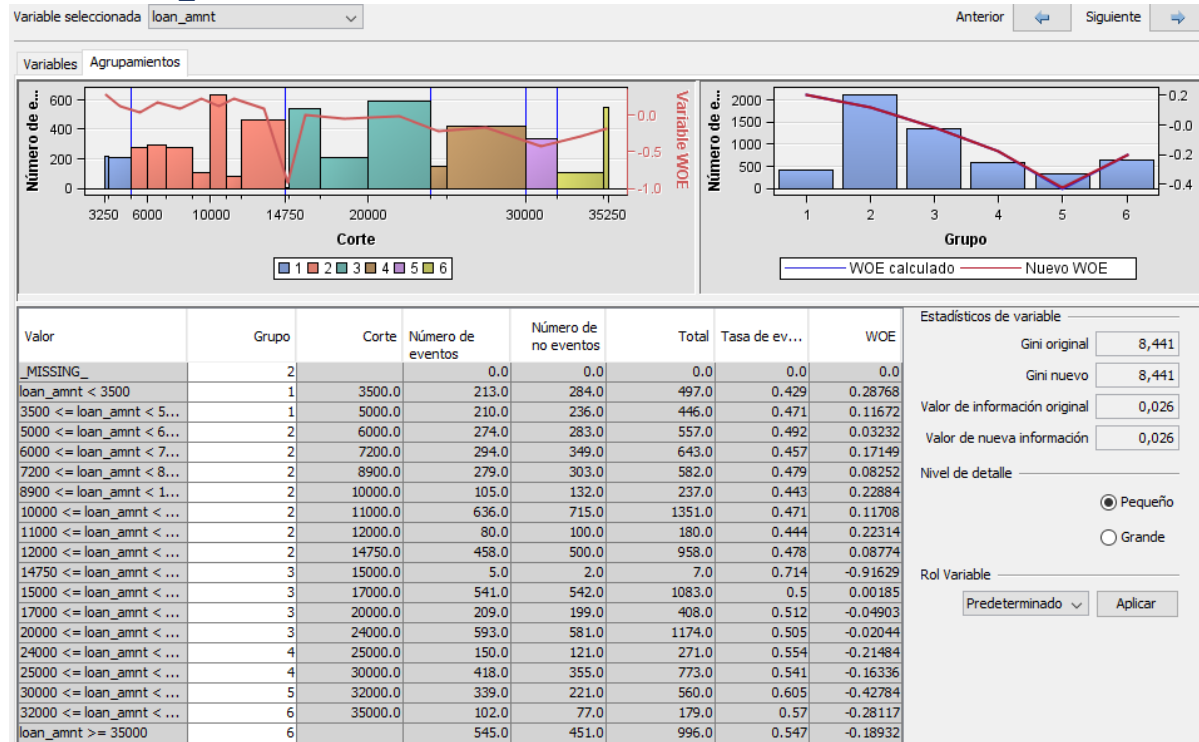 Variable seleccionada loan_amnt Anterior Siguiente
Variables Agrupamientos
Número de e...
600
400
200
0
3250 6000 10000 14750 20000 30000 35250
Corte
0.0
-0.5
-1.0
Variable WOE
1 2 3 4 5 6
Número de e...
2000
1500
1000
500
0
1 2 3 4 5 6
Grupo
0.2
-0.0
-0.2
-0.4
WOE calculado Nuevo WOE
Valor Grupo Corte Número de eventos Número de no eventos Total Tasa de ev... WOE
_MISSING_ 2 0.0 0.0 0.0 0.0 0.0
loan_amnt < 3500 1 3500.0 213.0 284.0 497.0 0.429 0.28768
3500 <= loan_amnt < 5... 1 5000.0 210.0 236.0 446.0 0.471 0.11672
5000 <= loan_amnt < 6... 2 6000.0 274.0 283.0 557.0 0.492 0.03232
6000 <= loan_amnt < 7... 2 7200.0 294.0 349.0 643.0 0.457 0.17149
7200 <= loan_amnt < 8... 2 8900.0 279.0 303.0 582.0 0.479 0.08252
8900 <= loan_amnt < 1... 2 10000.0 105.0 132.0 237.0 0.443 0.22884
10000 <= loan_amnt < ... 2 11000.0 636.0 715.0 1351.0 0.471 0.11708
11000 <= loan_amnt < ... 2 12000.0 80.0 100.0 180.0 0.444 0.22314
12000 <= loan_amnt < ... 2 14750.0 458.0 500.0 958.0 0.478 0.08774
14750 <= loan_amnt < ... 3 15000.0 5.0 2.0 7.0 0.714 -0.91629
15000 <= loan_amnt < ... 3 17000.0 541.0 542.0 1083.0 0.5 0.00185
17000 <= loan_amnt < ... 3 20000.0 209.0 199.0 408.0 0.512 -0.04903
20000 <= loan_amnt < ... 3 24000.0 593.0 581.0 1174.0 0.505 -0.02044
24000 <= loan_amnt < ... 4 25000.0 150.0 121.0 271.0 0.554 -0.21484
25000 <= loan_amnt < ... 4 30000.0 418.0 355.0 773.0 0.541 -0.16336
30000 <= loan_amnt < ... 5 32000.0 339.0 221.0 560.0 0.605 -0.42784
32000 <= loan_amnt < ... 6 35000.0 102.0 77.0 179.0 0.57 -0.28117
loan_amnt >= 35000 6 545.0 451.0 996.0 0.547 -0.18932
Estadísticos de variable
Gini original 8,441
Gini nuevo 8,441
Valor de información original 0,026
Valor de nueva información 0,026
Nivel de detalle
Pequeño
Grande
Rol Variable
Predeterminado Aplicar